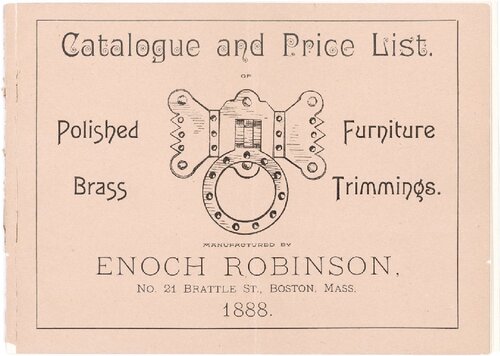 Catalogue and Price List.
OF
Polished Furniture
Brass Trimmings.
MANUFACTURED BY
ENOCH ROBINSON,
No. 21 BRATTLE ST., BOSTON, MASS.
1888.